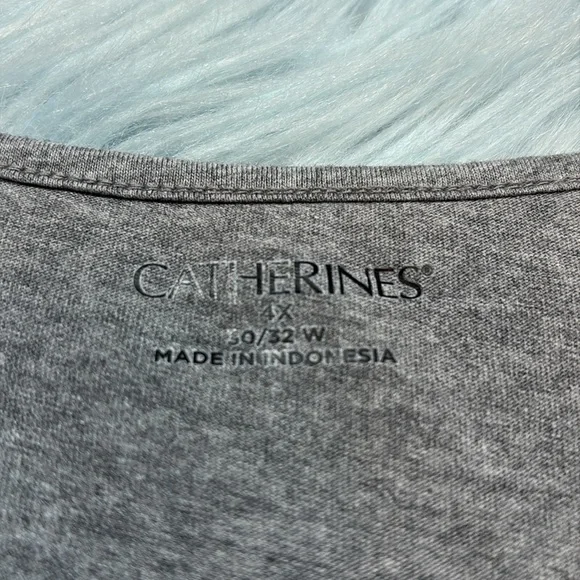 CATHERINES®
4X
30/32 W
MADE IN INDONESIA